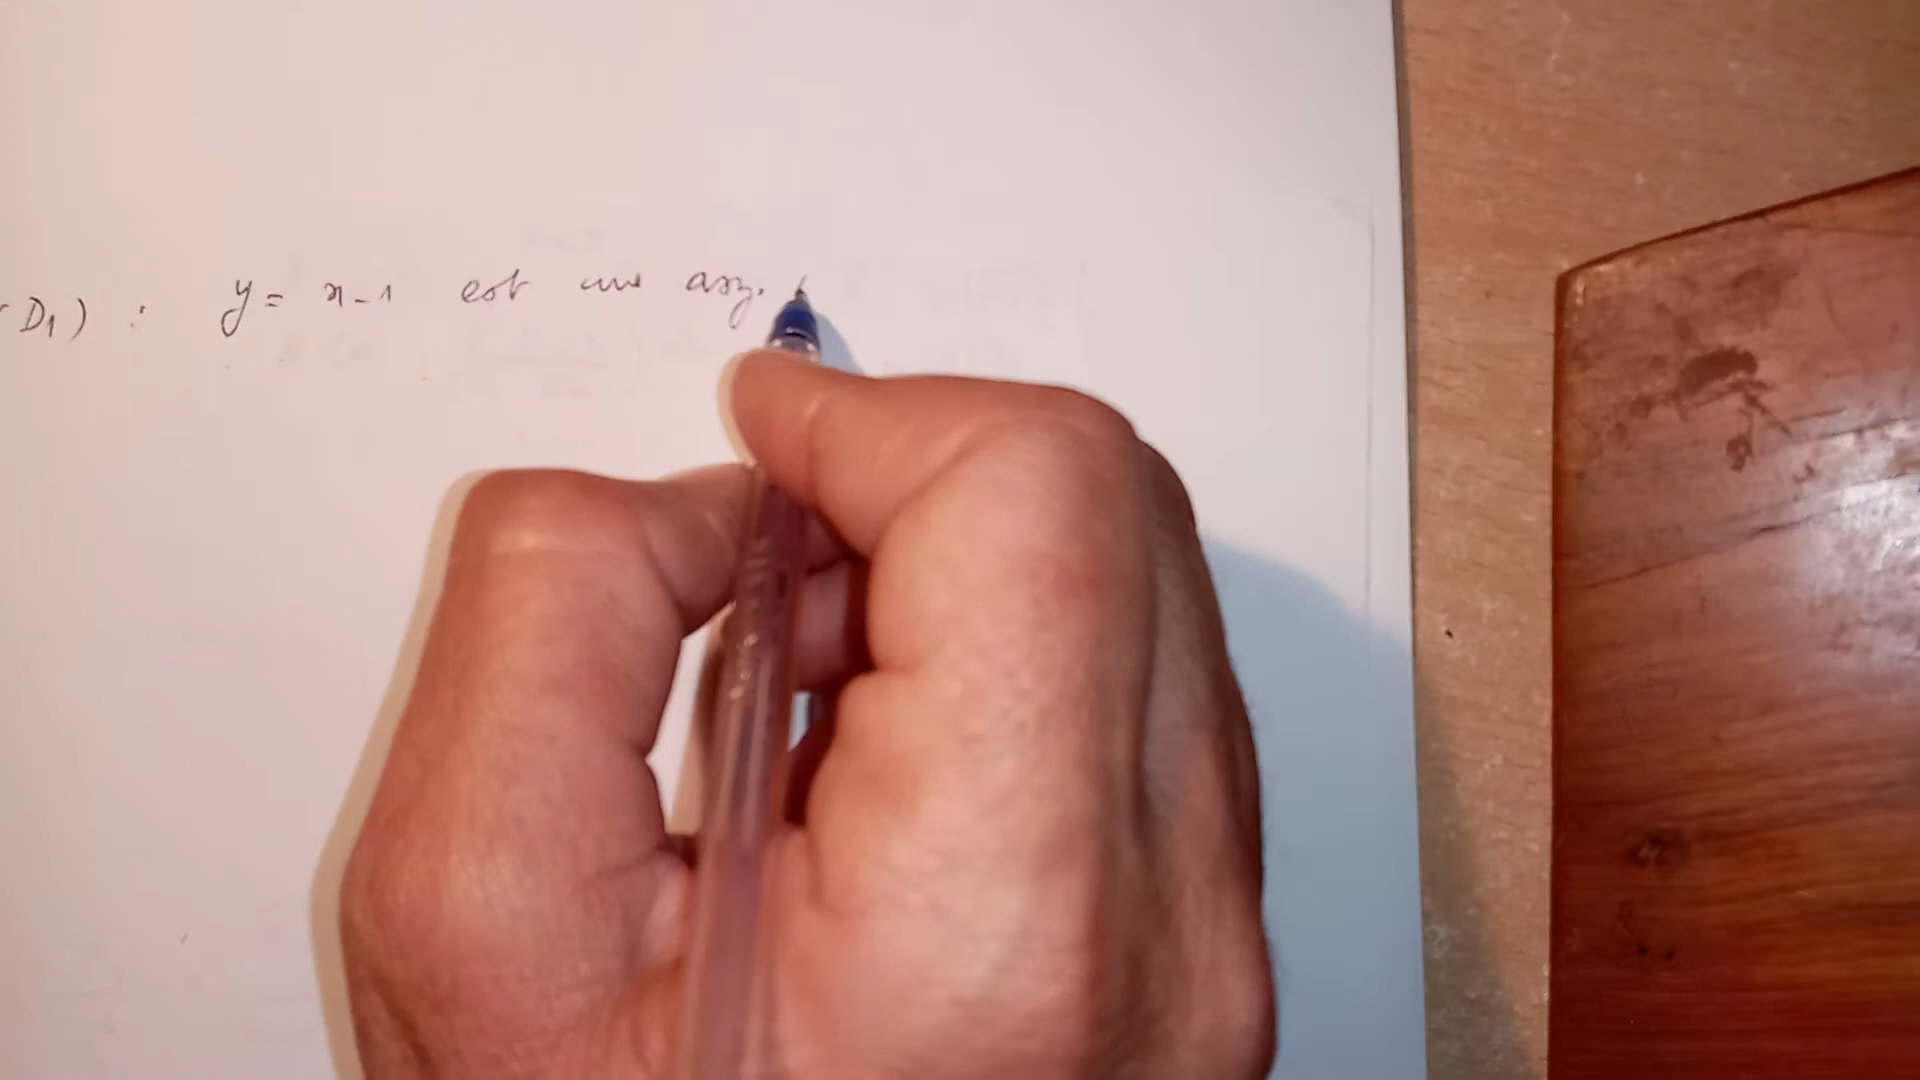 D1) : y = x - 1 est une asy.